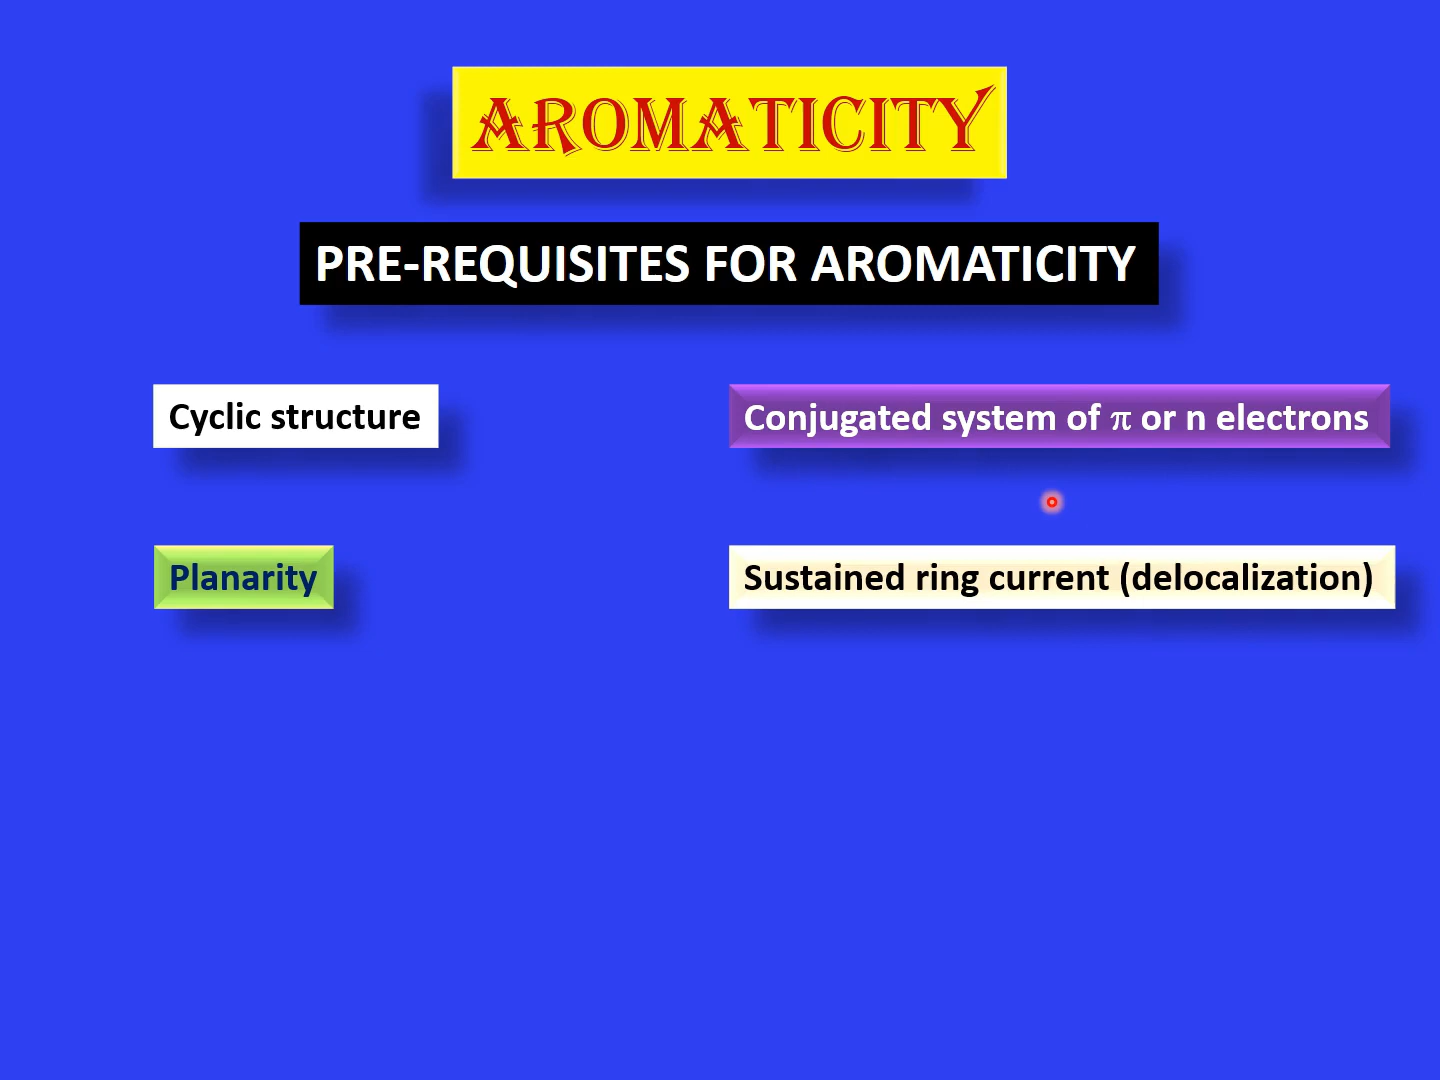 AROMATICITY
PRE-REQUISITES FOR AROMATICITY
Cyclic structure
Conjugated system of π or n electrons
Planarity
Sustained ring current (delocalization)